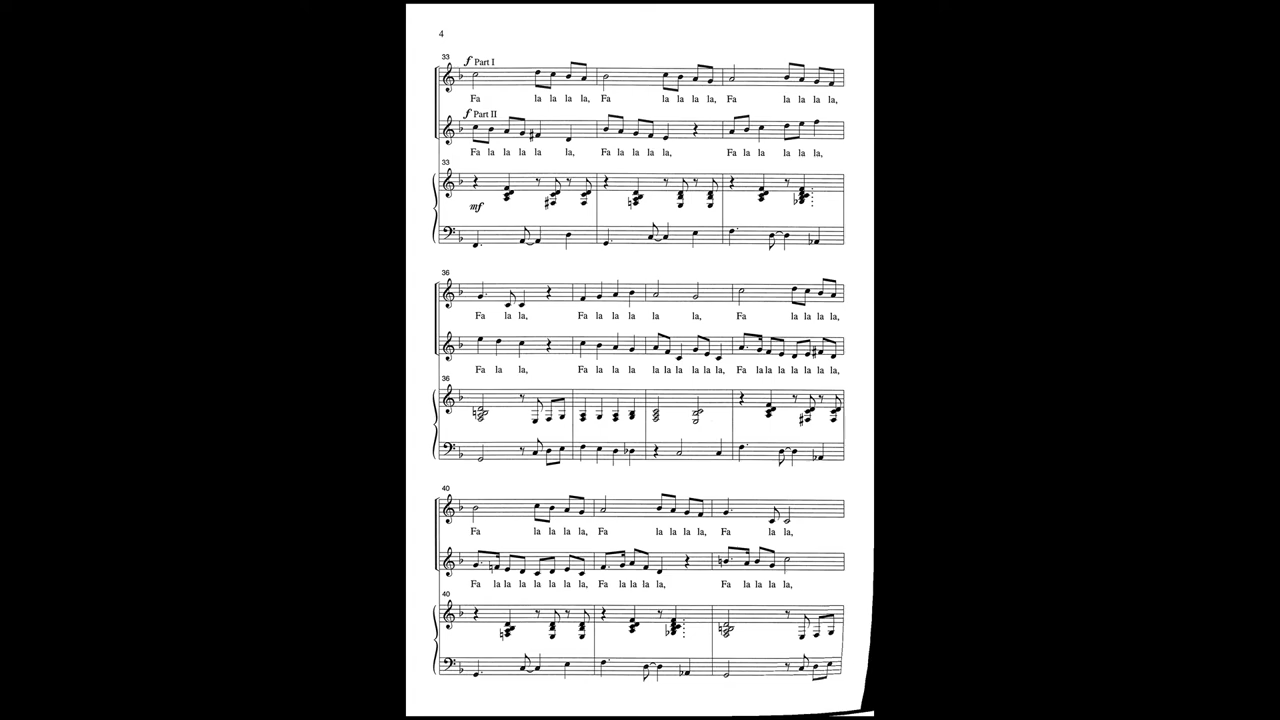 4
33
f Part I
Fa la la la la, Fa la la la la, Fa la la la la,
f Part II
Fa la la la la la, Fa la la la la, Fa la la la la la,
33
mf
36
Fa la la, Fa la la la la la, Fa la la la la,
Fa la la, Fa la la la la la la la la la, Fa la la la la la la la,
36
40
Fa la la la la, Fa la la la la, Fa la la,
Fa la la la la la la la, Fa la la la la, Fa la la la la,
40